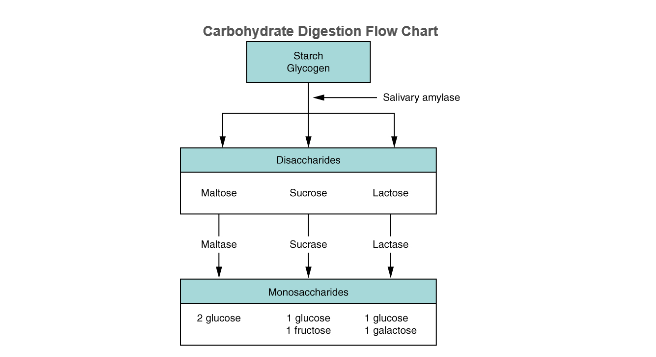 Carbohydrate Digestion Flow Chart
Starch
Glycogen
Salivary amylase
Disaccharides
Maltose Sucrose Lactose
Maltase Sucrase Lactase
Monosaccharides
2 glucose 1 glucose 1 glucose
1 fructose 1 galactose